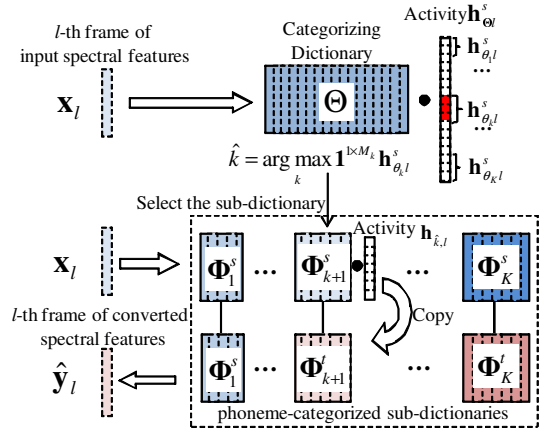 l-th frame of
input spectral features
Categorizing
Dictionary
Activity h^s_{Θl}
h^s_{θ_1 l}
...
x_l
Θ
h^s_{θ_k l}
...
k̂ = arg max_k 1^{1×M_k} h^s_{θ_k l}
h^s_{θ_K l}
Select the sub-dictionary
Activity h_{k̂,l}
x_l
Φ^s_1 ... Φ^s_{k+1} ... Φ^s_K
l-th frame of converted
spectral features
Copy
ŷ_l
Φ^s_1 ... Φ^t_{k+1} ... Φ^t_K
phoneme-categorized sub-dictionaries